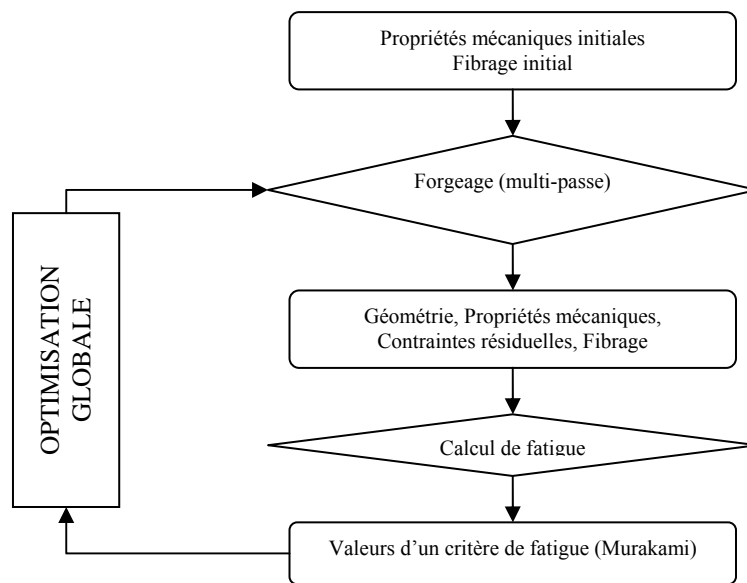 Propriétés mécaniques initiales
Fibrage initial
Forgeage (multi-passe)
Géométrie, Propriétés mécaniques,
Contraintes résiduelles, Fibrage
Calcul de fatigue
Valeurs d’un critère de fatigue (Murakami)
OPTIMISATION
GLOBALE